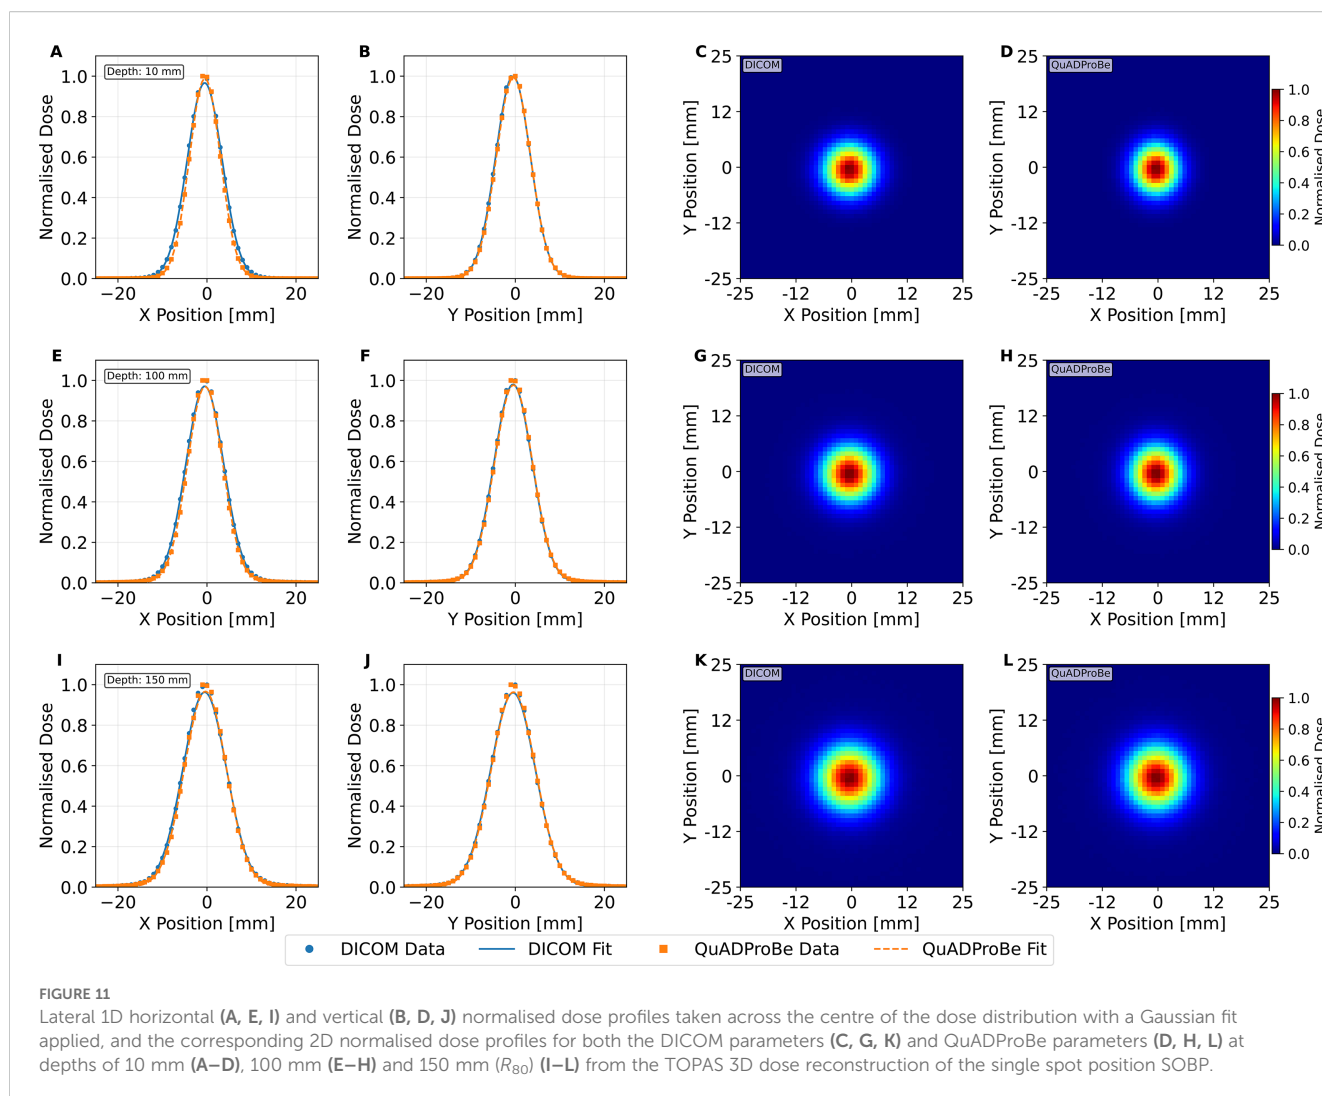 A
Depth: 10 mm
Normalised Dose
1.0
0.8
0.6
0.4
0.2
0.0
−20 0 20
X Position [mm]
B
Normalised Dose
1.0
0.8
0.6
0.4
0.2
0.0
−20 0 20
Y Position [mm]
C
DICOM
Y Position [mm]
25
12
0
-12
-25
-25 -12 0 12 25
X Position [mm]
D
QuADProBe
Y Position [mm]
25
12
0
-12
-25
-25 -12 0 12 25
X Position [mm]
1.0
0.8
0.6
0.4
0.2
0.0
Normalised Dose
E
Depth: 100 mm
Normalised Dose
1.0
0.8
0.6
0.4
0.2
0.0
−20 0 20
X Position [mm]
F
Normalised Dose
1.0
0.8
0.6
0.4
0.2
0.0
−20 0 20
Y Position [mm]
G
DICOM
Y Position [mm]
25
12
0
-12
-25
-25 -12 0 12 25
X Position [mm]
H
QuADProBe
Y Position [mm]
25
12
0
-12
-25
-25 -12 0 12 25
X Position [mm]
1.0
0.8
0.6
0.4
0.2
0.0
Normalised Dose
I
Depth: 150 mm
Normalised Dose
1.0
0.8
0.6
0.4
0.2
0.0
−20 0 20
X Position [mm]
J
Normalised Dose
1.0
0.8
0.6
0.4
0.2
0.0
−20 0 20
Y Position [mm]
K
DICOM
Y Position [mm]
25
12
0
-12
-25
-25 -12 0 12 25
X Position [mm]
L
QuADProBe
Y Position [mm]
25
12
0
-12
-25
-25 -12 0 12 25
X Position [mm]
1.0
0.8
0.6
0.4
0.2
0.0
Normalised Dose
DICOM Data DICOM Fit QuADProBe Data QuADProBe Fit
FIGURE 11
Lateral 1D horizontal (A, E, I) and vertical (B, D, J) normalised dose profiles taken across the centre of the dose distribution with a Gaussian fit
applied, and the corresponding 2D normalised dose profiles for both the DICOM parameters (C, G, K) and QuADProBe parameters (D, H, L) at
depths of 10 mm (A–D), 100 mm (E–H) and 150 mm (R80) (I–L) from the TOPAS 3D dose reconstruction of the single spot position SOBP.